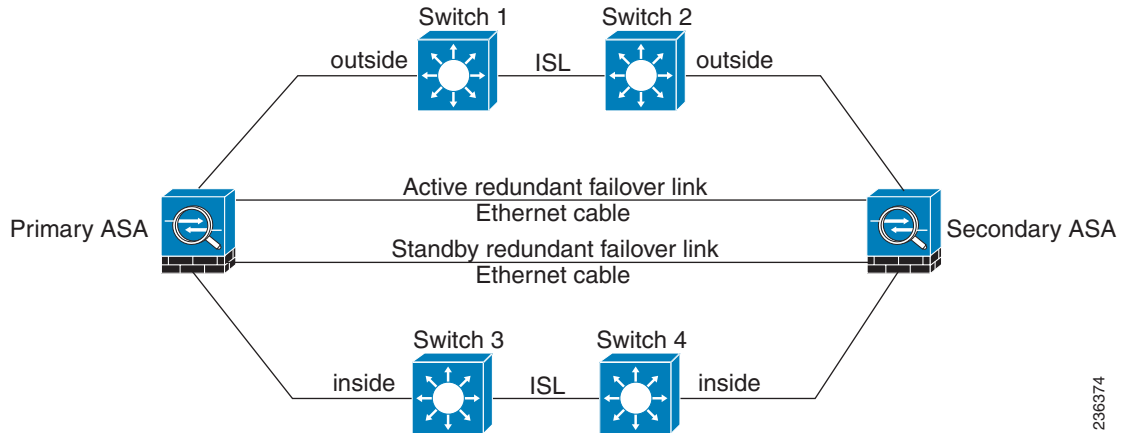 Switch 1
Switch 2
outside
ISL
outside
Active redundant failover link
Ethernet cable
Primary ASA
Secondary ASA
Standby redundant failover link
Ethernet cable
Switch 3
Switch 4
inside
ISL
inside
236374